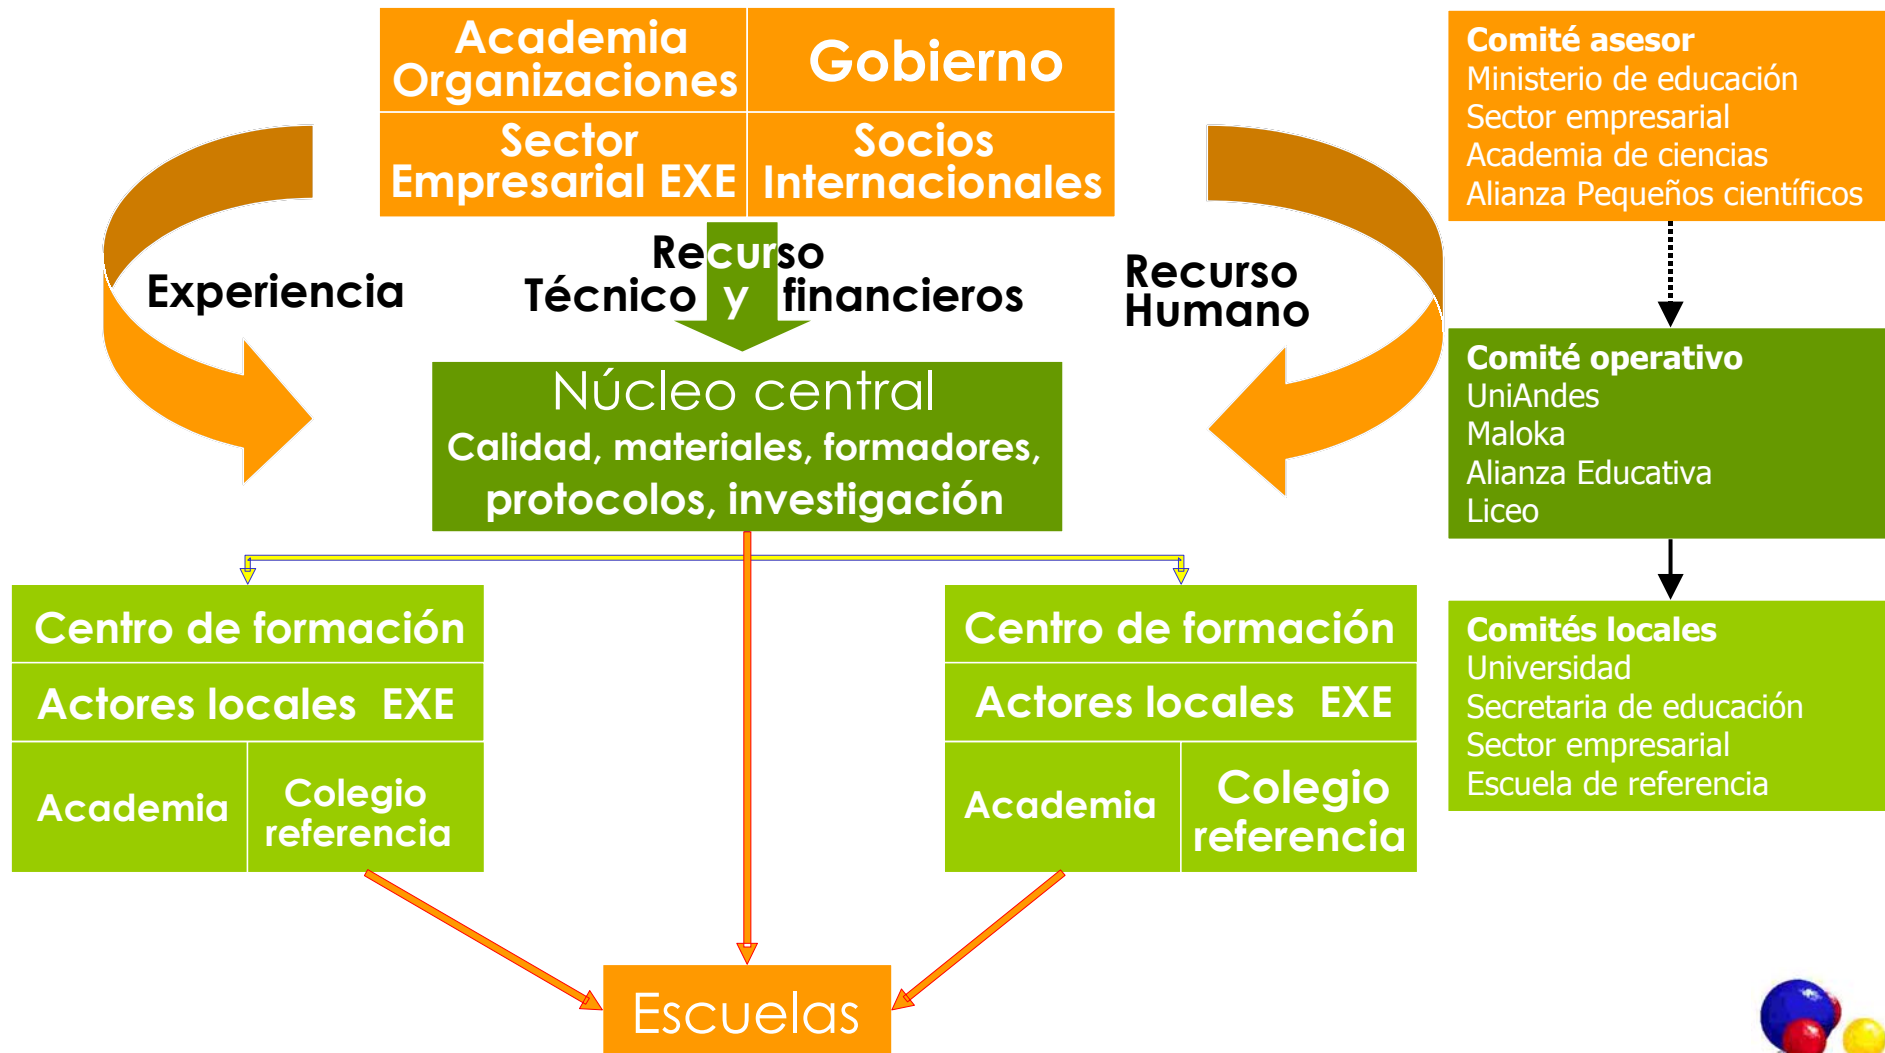 Academia
Organizaciones
Gobierno
Sector
Empresarial EXE
Socios
Internacionales
Experiencia
Recurso
Técnico y financieros
Recurso
Humano
Núcleo central
Calidad, materiales, formadores,
protocolos, investigación
Centro de formación
Actores locales EXE
Academia
Colegio
referencia
Centro de formación
Actores locales EXE
Academia
Colegio
referencia
Escuelas
Comité asesor
Ministerio de educación
Sector empresarial
Academia de ciencias
Alianza Pequeños científicos
Comité operativo
UniAndes
Maloka
Alianza Educativa
Liceo
Comités locales
Universidad
Secretaria de educación
Sector empresarial
Escuela de referencia